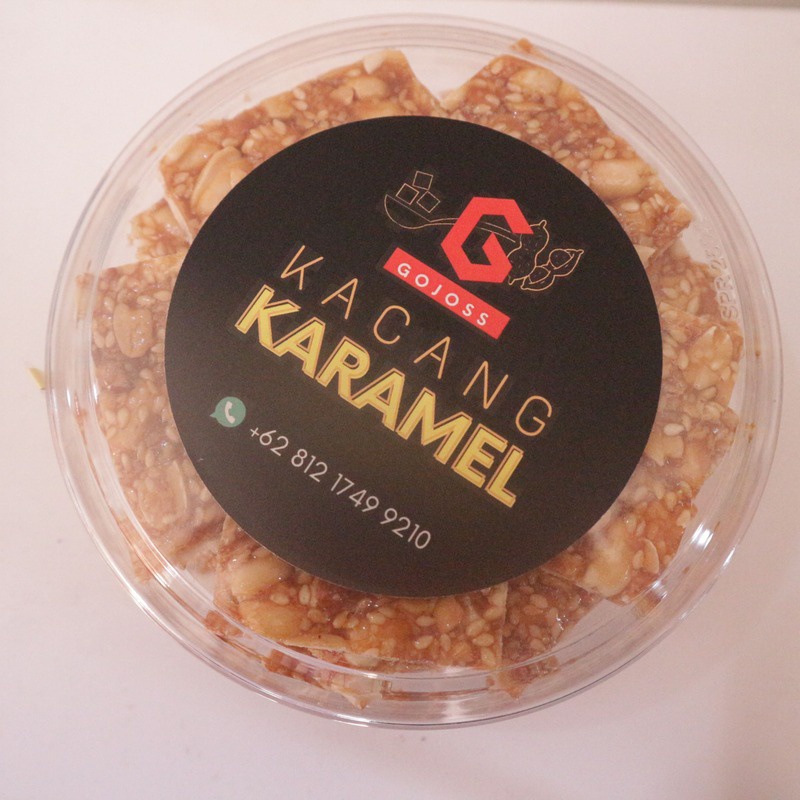 GOJOSS
KACANG
KARAMEL
+62 812 1749 9210